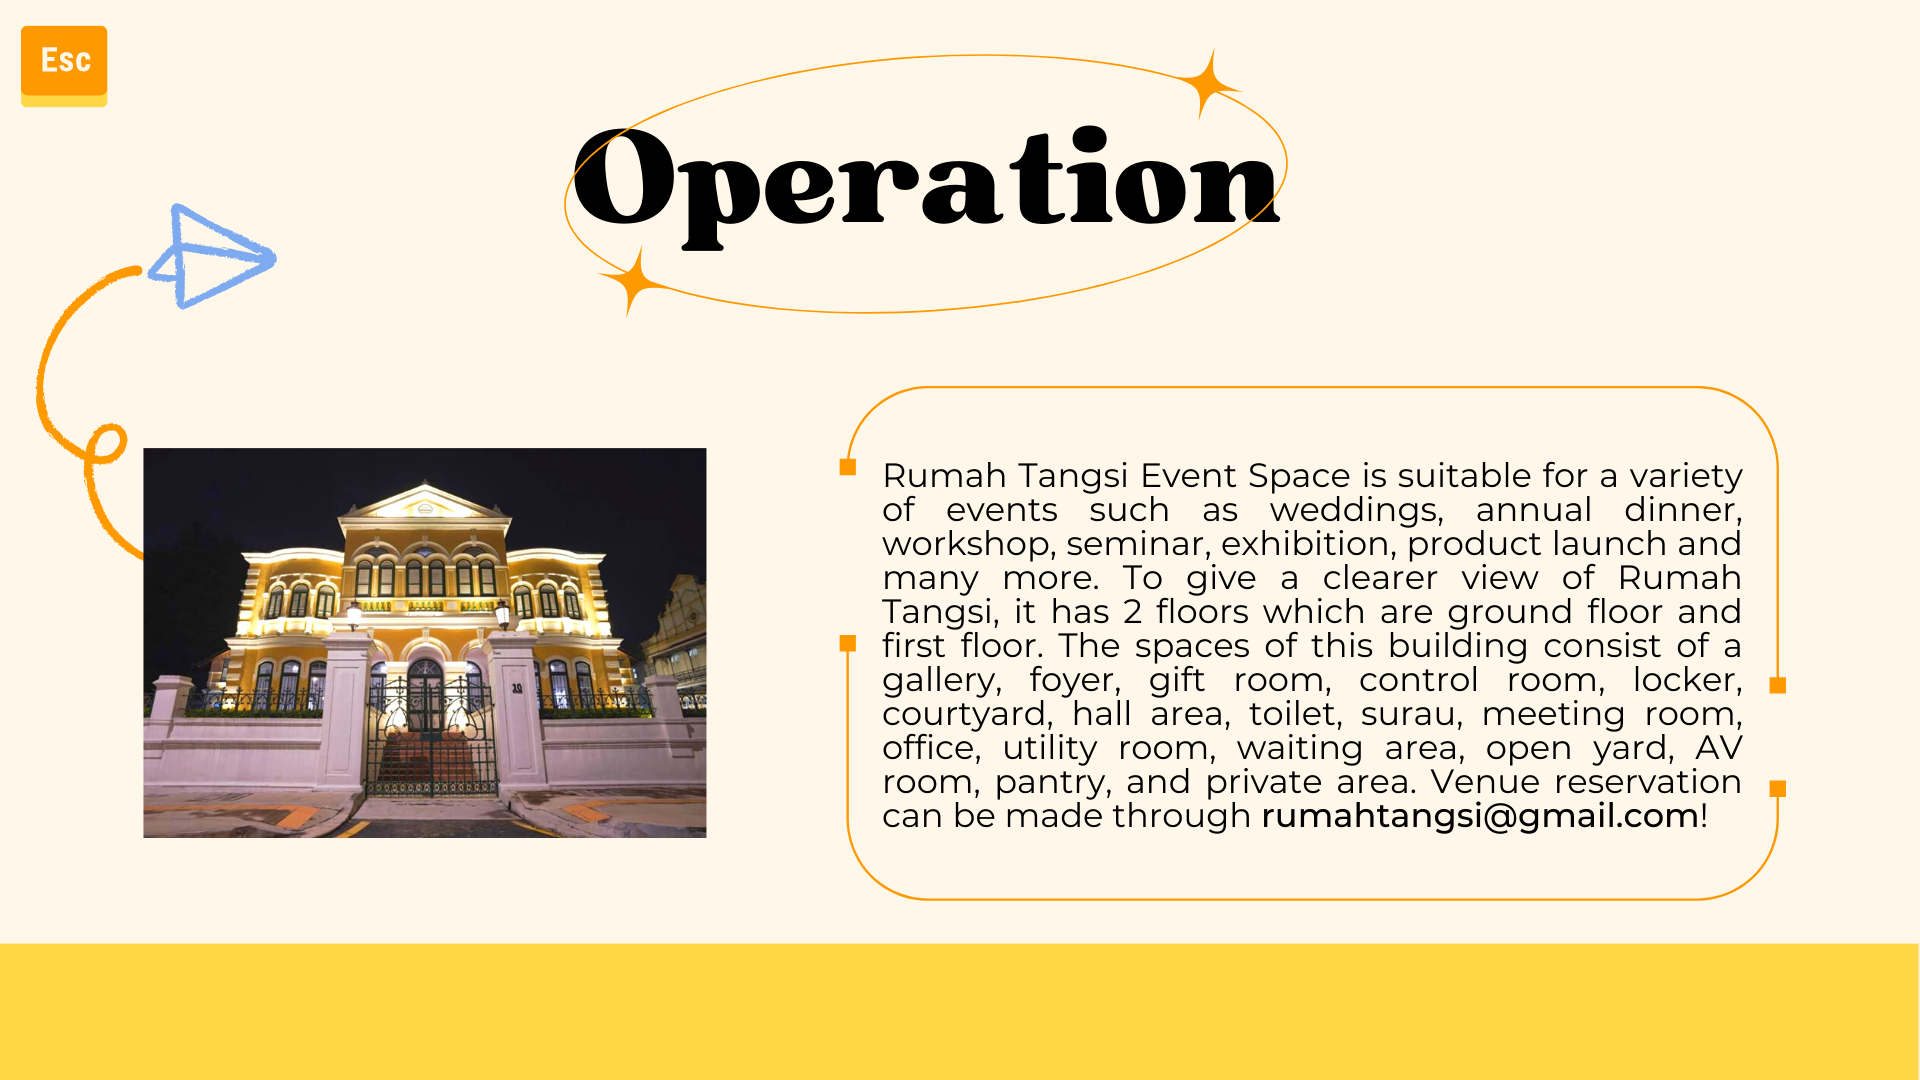 Esc
Operation
Rumah Tangsi Event Space is suitable for a variety
of events such as weddings, annual dinner,
workshop, seminar, exhibition, product launch and
many more. To give a clearer view of Rumah
Tangsi, it has 2 floors which are ground floor and
first floor. The spaces of this building consist of a
gallery, foyer, gift room, control room, locker,
courtyard, hall area, toilet, surau, meeting room,
office, utility room, waiting area, open yard, AV
room, pantry, and private area. Venue reservation
can be made through rumahtangsi@gmail.com!
10